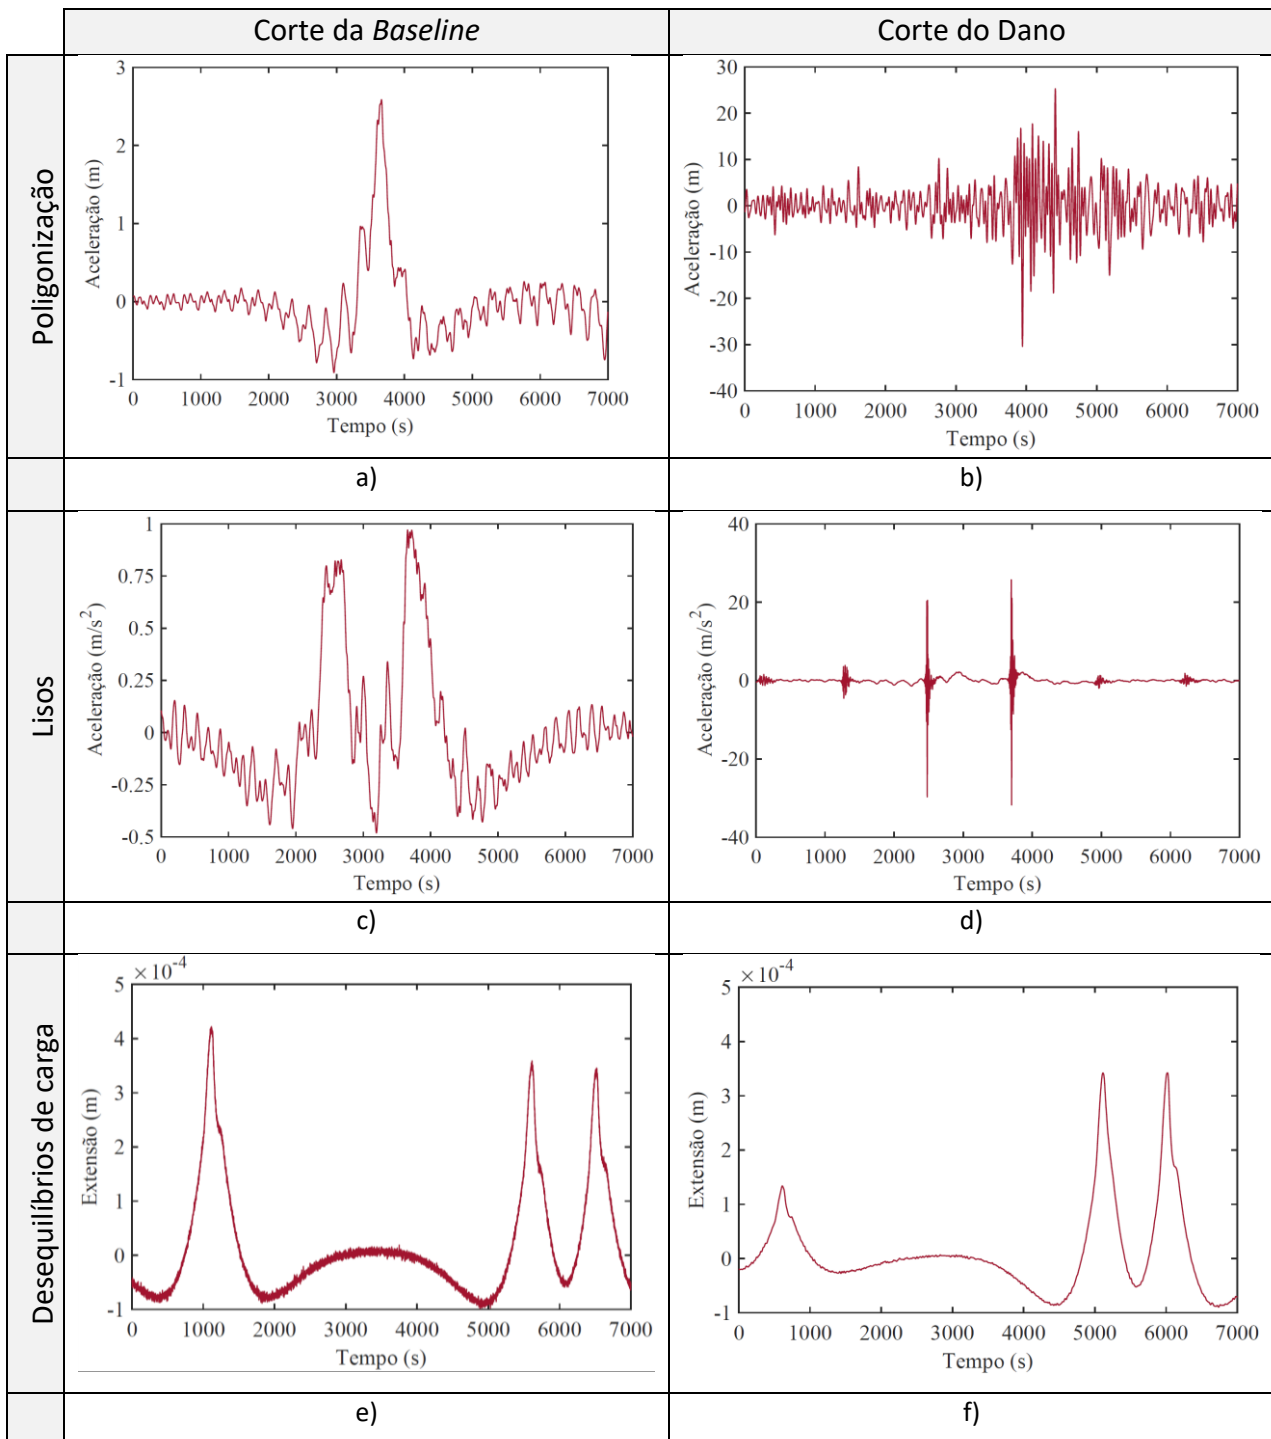 Corte da Baseline
Corte do Dano
Poligonização
3
2
1
0
-1
Aceleração (m)
0 1000 2000 3000 4000 5000 6000 7000
Tempo (s)
30
20
10
0
-10
-20
-30
-40
Aceleração (m)
0 1000 2000 3000 4000 5000 6000 7000
Tempo (s)
a)
b)
Lisos
1
0.75
0.5
0.25
0
-0.25
-0.5
Aceleração (m/s²)
0 1000 2000 3000 4000 5000 6000 7000
Tempo (s)
40
20
0
-20
-40
Aceleração (m/s²)
0 1000 2000 3000 4000 5000 6000 7000
Tempo (s)
c)
d)
Desequilíbrios de carga
×10⁻⁴
5
4
3
2
1
0
-1
Extensão (m)
0 1000 2000 3000 4000 5000 6000 7000
Tempo (s)
×10⁻⁴
5
4
3
2
1
0
-1
Extensão (m)
0 1000 2000 3000 4000 5000 6000 7000
Tempo (s)
e)
f)